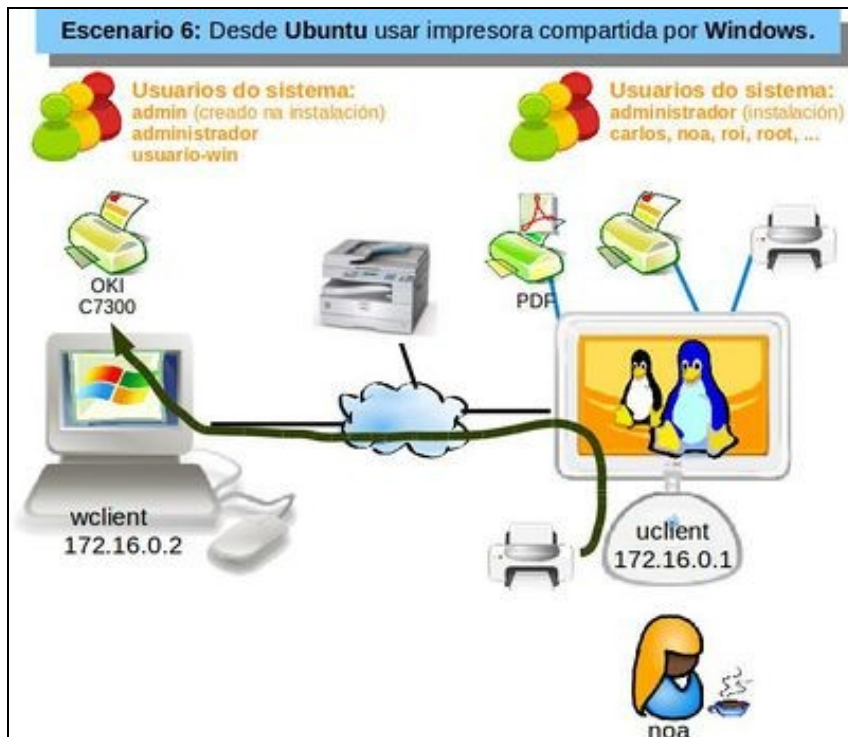 Escenario 6: Desde Ubuntu usar impresora compartida por Windows.
Usuarios do sistema:
admin (creado na instalación)
administrador
usuario-win
Usuarios do sistema:
administrador (instalación)
carlos, noa, roi, root, ...
OKI
C7300
PDF
wclient
172.16.0.2
uclient
172.16.0.1
noa